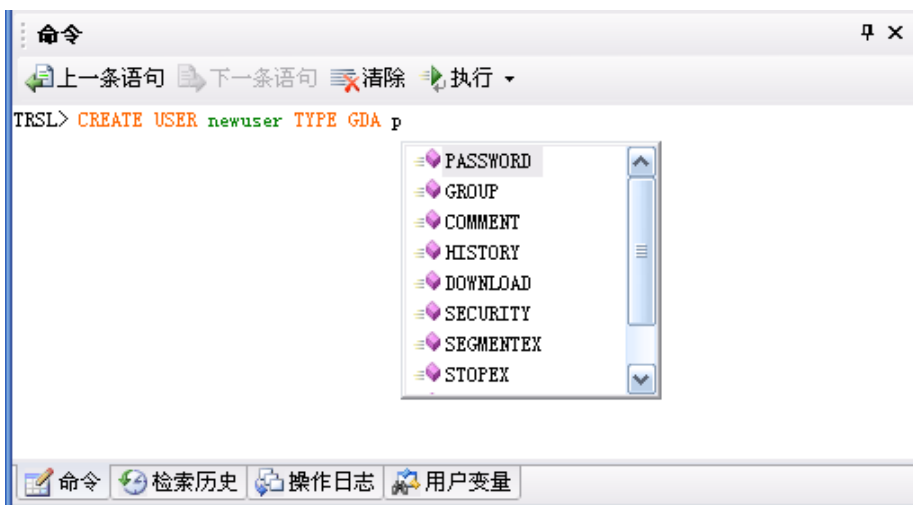 命令
上一条语句 下一条语句 清除 执行
TRSL> CREATE USER newuser TYPE GDA p
PASSWORD
GROUP
COMMENT
HISTORY
DOWNLOAD
SECURITY
SEGMENTEX
STOPEX
命令 检索历史 操作日志 用户变量